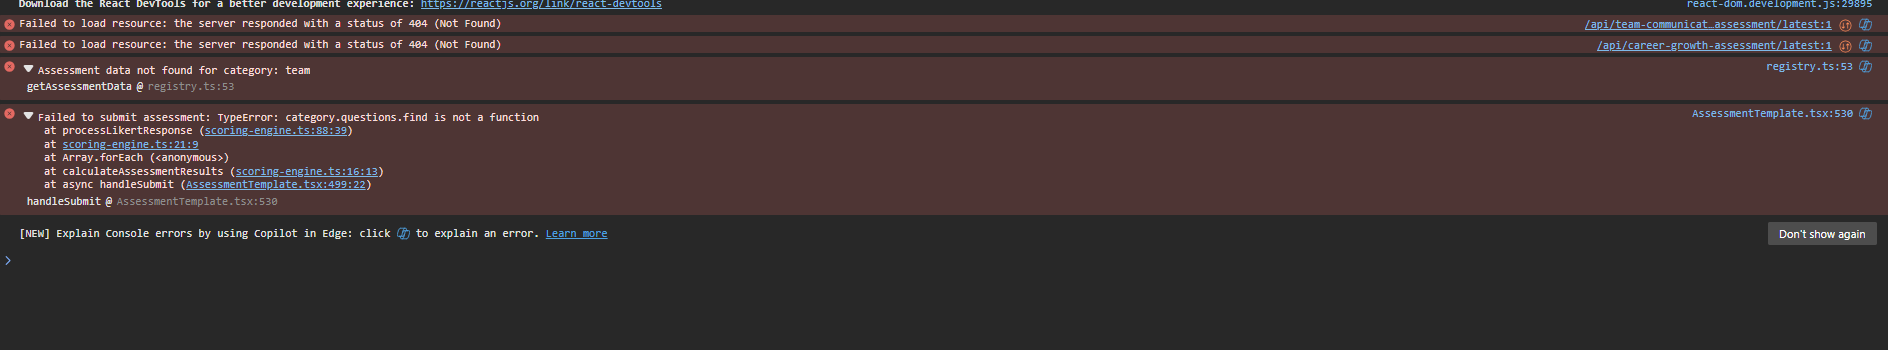 Download the React DevTools for a better development experience: https://reactjs.org/link/react-devtools react-dom.development.js:29895
Failed to load resource: the server responded with a status of 404 (Not Found) /api/team-communicat…assessment/latest:1
Failed to load resource: the server responded with a status of 404 (Not Found) /api/career-growth-assessment/latest:1
Assessment data not found for category: team registry.ts:53
getAssessmentData @ registry.ts:53
Failed to submit assessment: TypeError: category.questions.find is not a function AssessmentTemplate.tsx:530
at processLikertResponse (scoring-engine.ts:88:39)
at scoring-engine.ts:21:9
at Array.forEach (<anonymous>)
at calculateAssessmentResults (scoring-engine.ts:16:13)
at async handleSubmit (AssessmentTemplate.tsx:499:22)
handleSubmit @ AssessmentTemplate.tsx:530
[NEW] Explain Console errors by using Copilot in Edge: click to explain an error. Learn more Don't show again